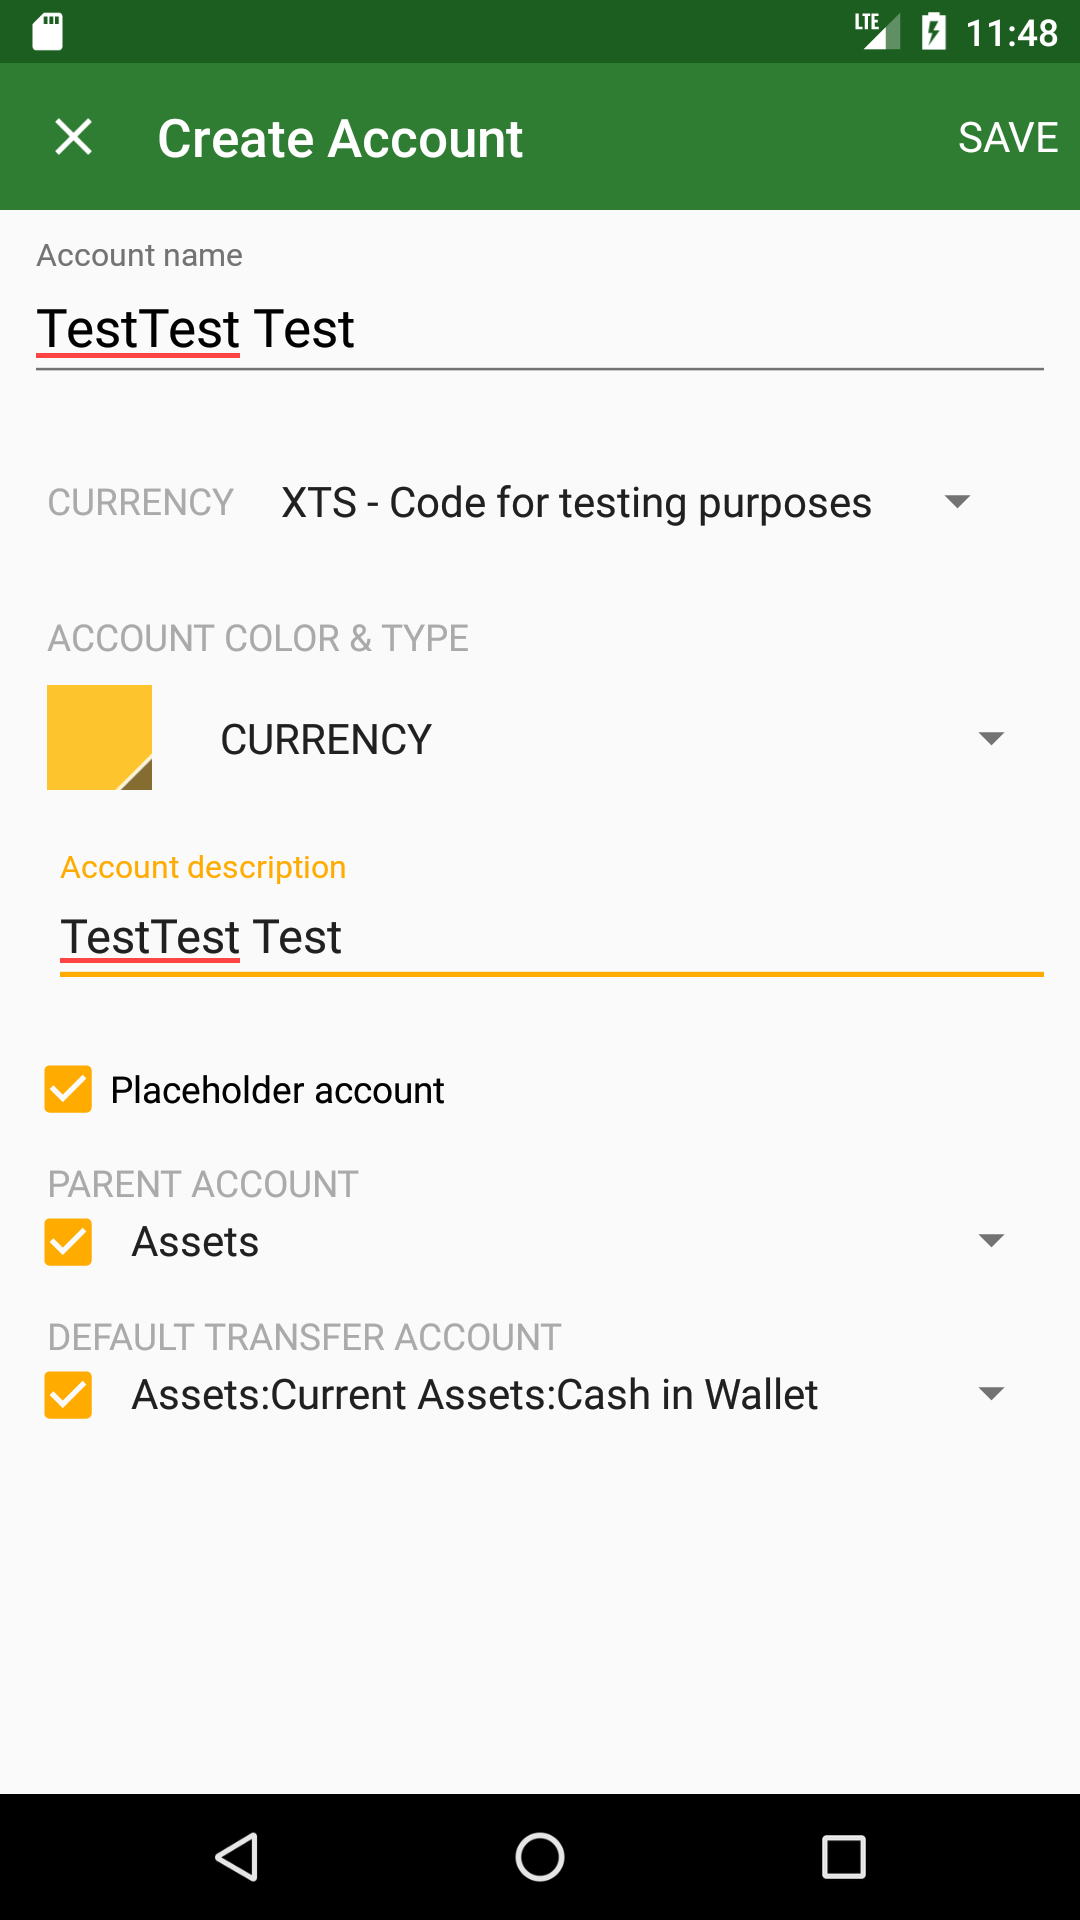 LTE 11:48
Create Account SAVE
Account name
TestTest Test
CURRENCY XTS - Code for testing purposes
ACCOUNT COLOR & TYPE
CURRENCY
Account description
TestTest Test
Placeholder account
PARENT ACCOUNT
Assets
DEFAULT TRANSFER ACCOUNT
Assets:Current Assets:Cash in Wallet